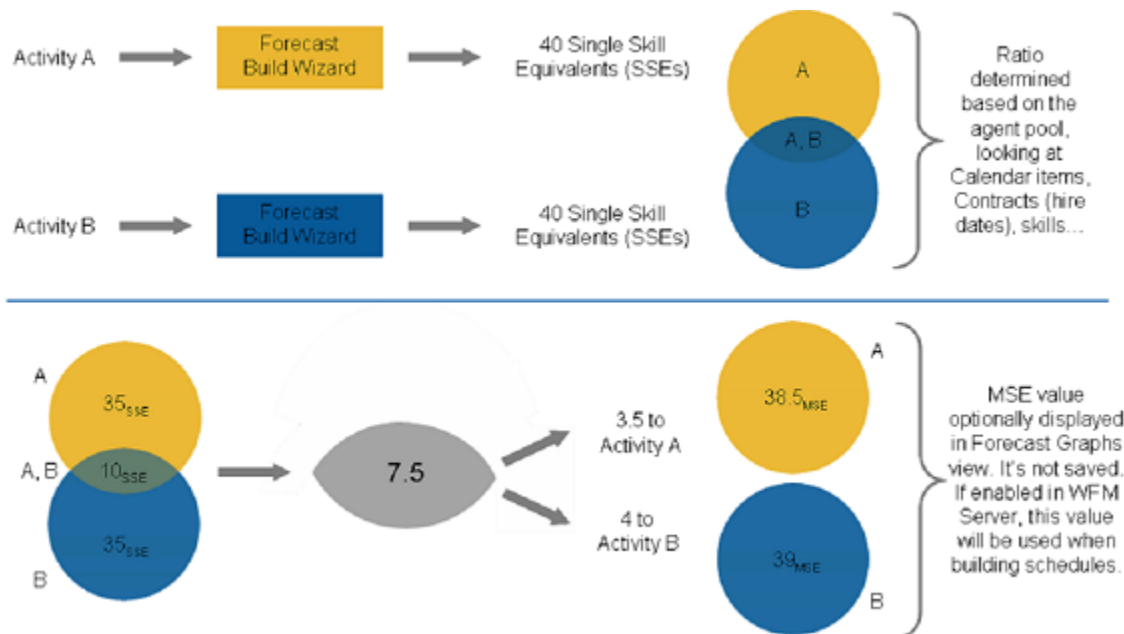 Activity A
Forecast
Build Wizard
40 Single Skill
Equivalents (SSEs)
A
A, B
B
Ratio
determined
based on the
agent pool,
looking at
Calendar items,
Contracts (hire
dates), skills...
Activity B
Forecast
Build Wizard
40 Single Skill
Equivalents (SSEs)
A
35SSE
A, B
10SSE
35SSE
B
7.5
3.5 to
Activity A
4 to
Activity B
A
38.5MSE
39MSE
B
MSE value
optionally displayed
in Forecast Graphs
view. It's not saved.
If enabled in WFM
Server, this value
will be used when
building schedules.